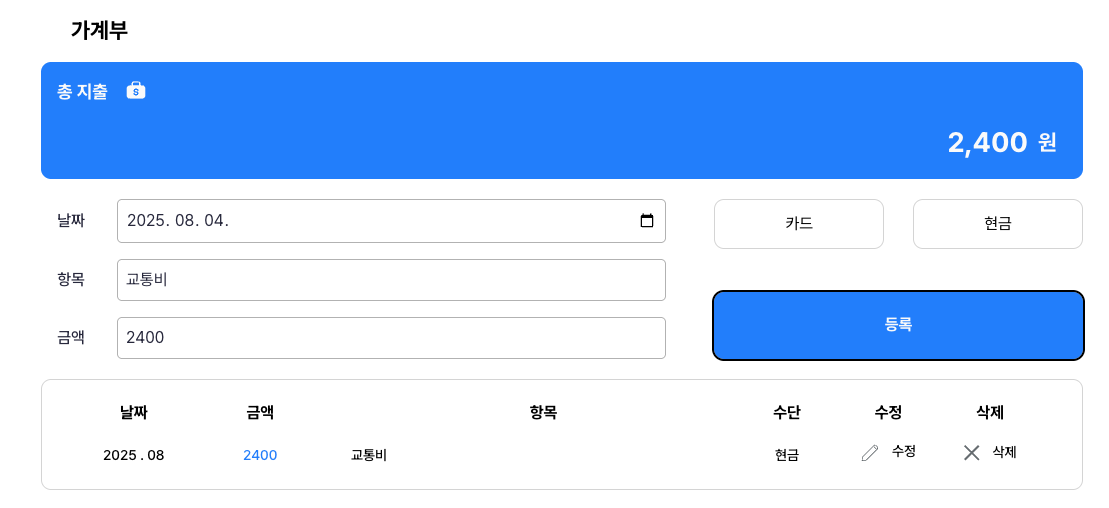 가계부
총 지출
2,400 원
날짜 2025. 08. 04. 카드 현금
항목 교통비
금액 2400 등록
날짜 금액 항목 수단 수정 삭제
2025 . 08 2400 교통비 현금 수정 삭제